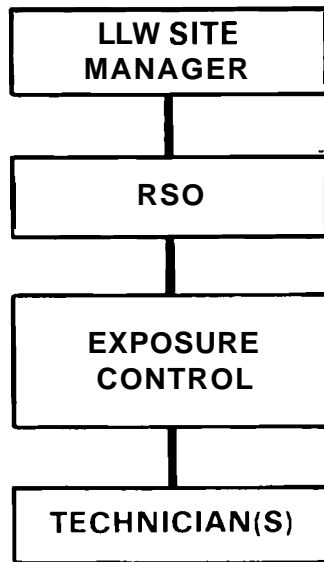 LLW SITE
MANAGER
RSO
EXPOSURE
CONTROL
TECHNICIAN(S)